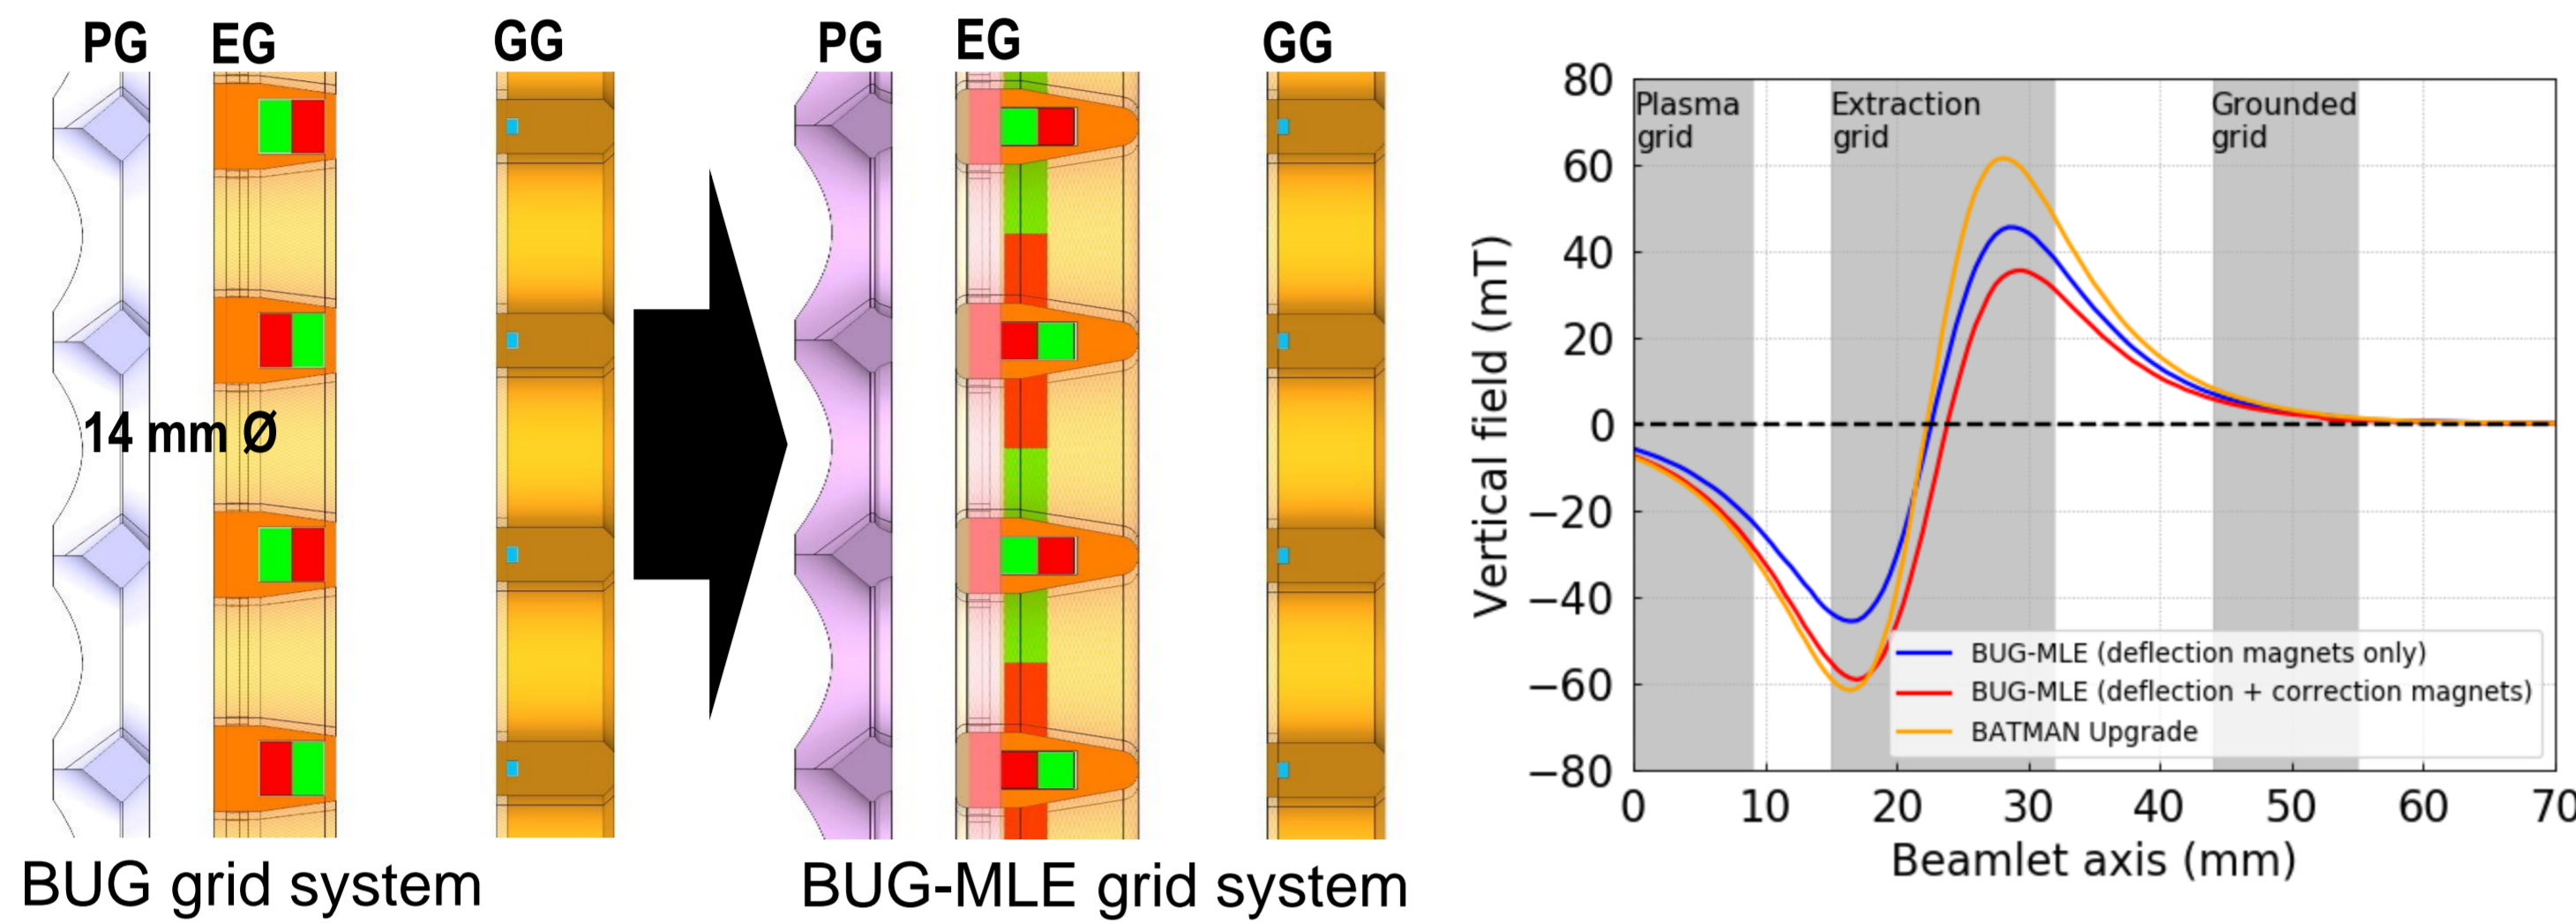 PG EG GG
PG EG GG
14 mm Ø
BUG grid system
BUG-MLE grid system
Vertical field (mT)
80
60
40
20
0
−20
−40
−60
−80
Plasma
grid
Extraction
grid
Grounded
grid
BUG-MLE (deflection magnets only)
BUG-MLE (deflection + correction magnets)
BATMAN Upgrade
0 10 20 30 40 50 60 70
Beamlet axis (mm)